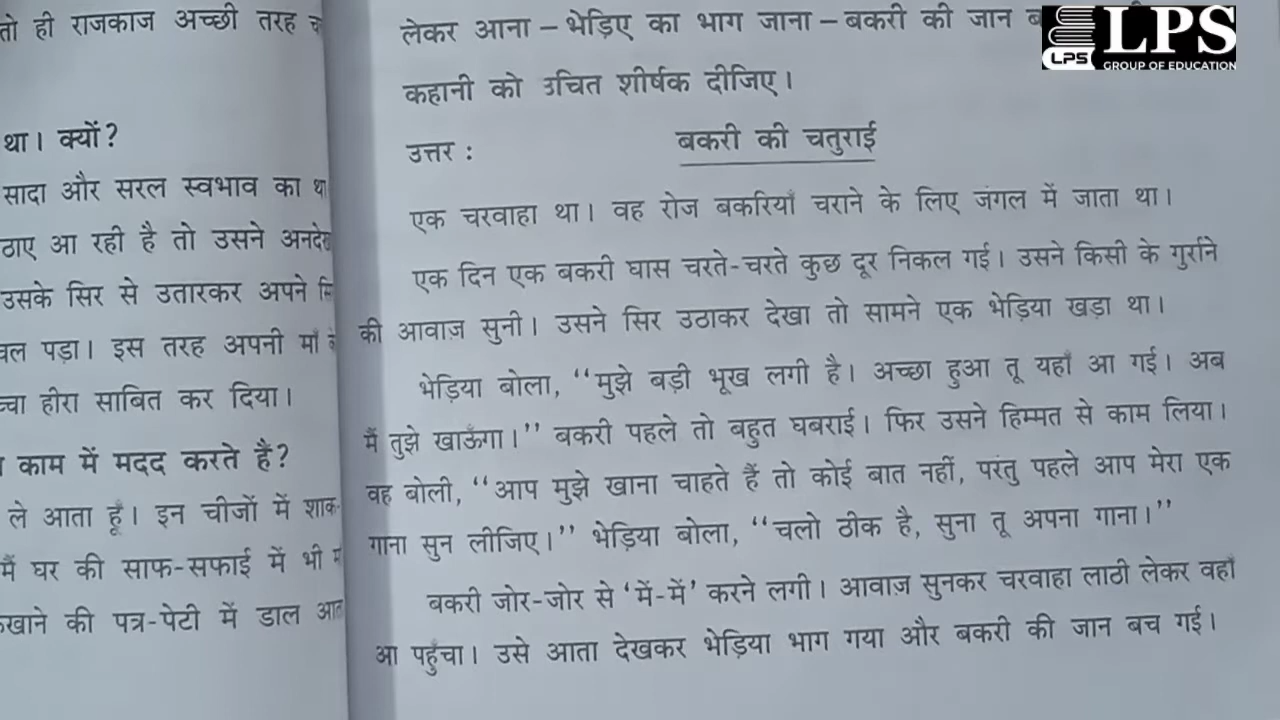 तो ही राजकाज अच्छी तरह
था। क्यों?
सादा और सरल स्वभाव का था
आ रही है तो उसने
उसके सिर से उतारकर अपने
पड़ा। इस तरह अपनी माँ
हीरा साबित कर दिया।
काम में मदद करते हैं?
ले आता हूँ। इन चीजों में शाक-
मैं घर की साफ-सफाई में भी
की पत्र-पेटी में डाल
लेकर आना – भेड़िए का भाग जाना – बकरी की जान
कहानी को उचित शीर्षक दीजिए।
उत्तर : बकरी की चतुराई
एक चरवाहा था। वह रोज बकरियाँ चराने के लिए जंगल में जाता था।
एक दिन एक बकरी घास चरते-चरते कुछ दूर निकल गई। उसने किसी के गुर्राने
की आवाज़ सुनी। उसने सिर उठाकर देखा तो सामने एक भेड़िया खड़ा था।
भेड़िया बोला, “मुझे बड़ी भूख लगी है। अच्छा हुआ तू यहाँ आ गई। अब
मैं तुझे खाऊँगा।” बकरी पहले तो बहुत घबराई। फिर उसने हिम्मत से काम लिया।
वह बोली, “आप मुझे खाना चाहते हैं तो कोई बात नहीं, परंतु पहले आप मेरा एक
गाना सुन लीजिए।” भेड़िया बोला, “चलो ठीक है, सुना तू अपना गाना।”
बकरी जोर-जोर से ‘में-में’ करने लगी। आवाज़ सुनकर चरवाहा लाठी लेकर वहाँ
आ पहुँचा। उसे आता देखकर भेड़िया भाग गया और बकरी की जान बच गई।
LPS
LPS
GROUP OF EDUCATION